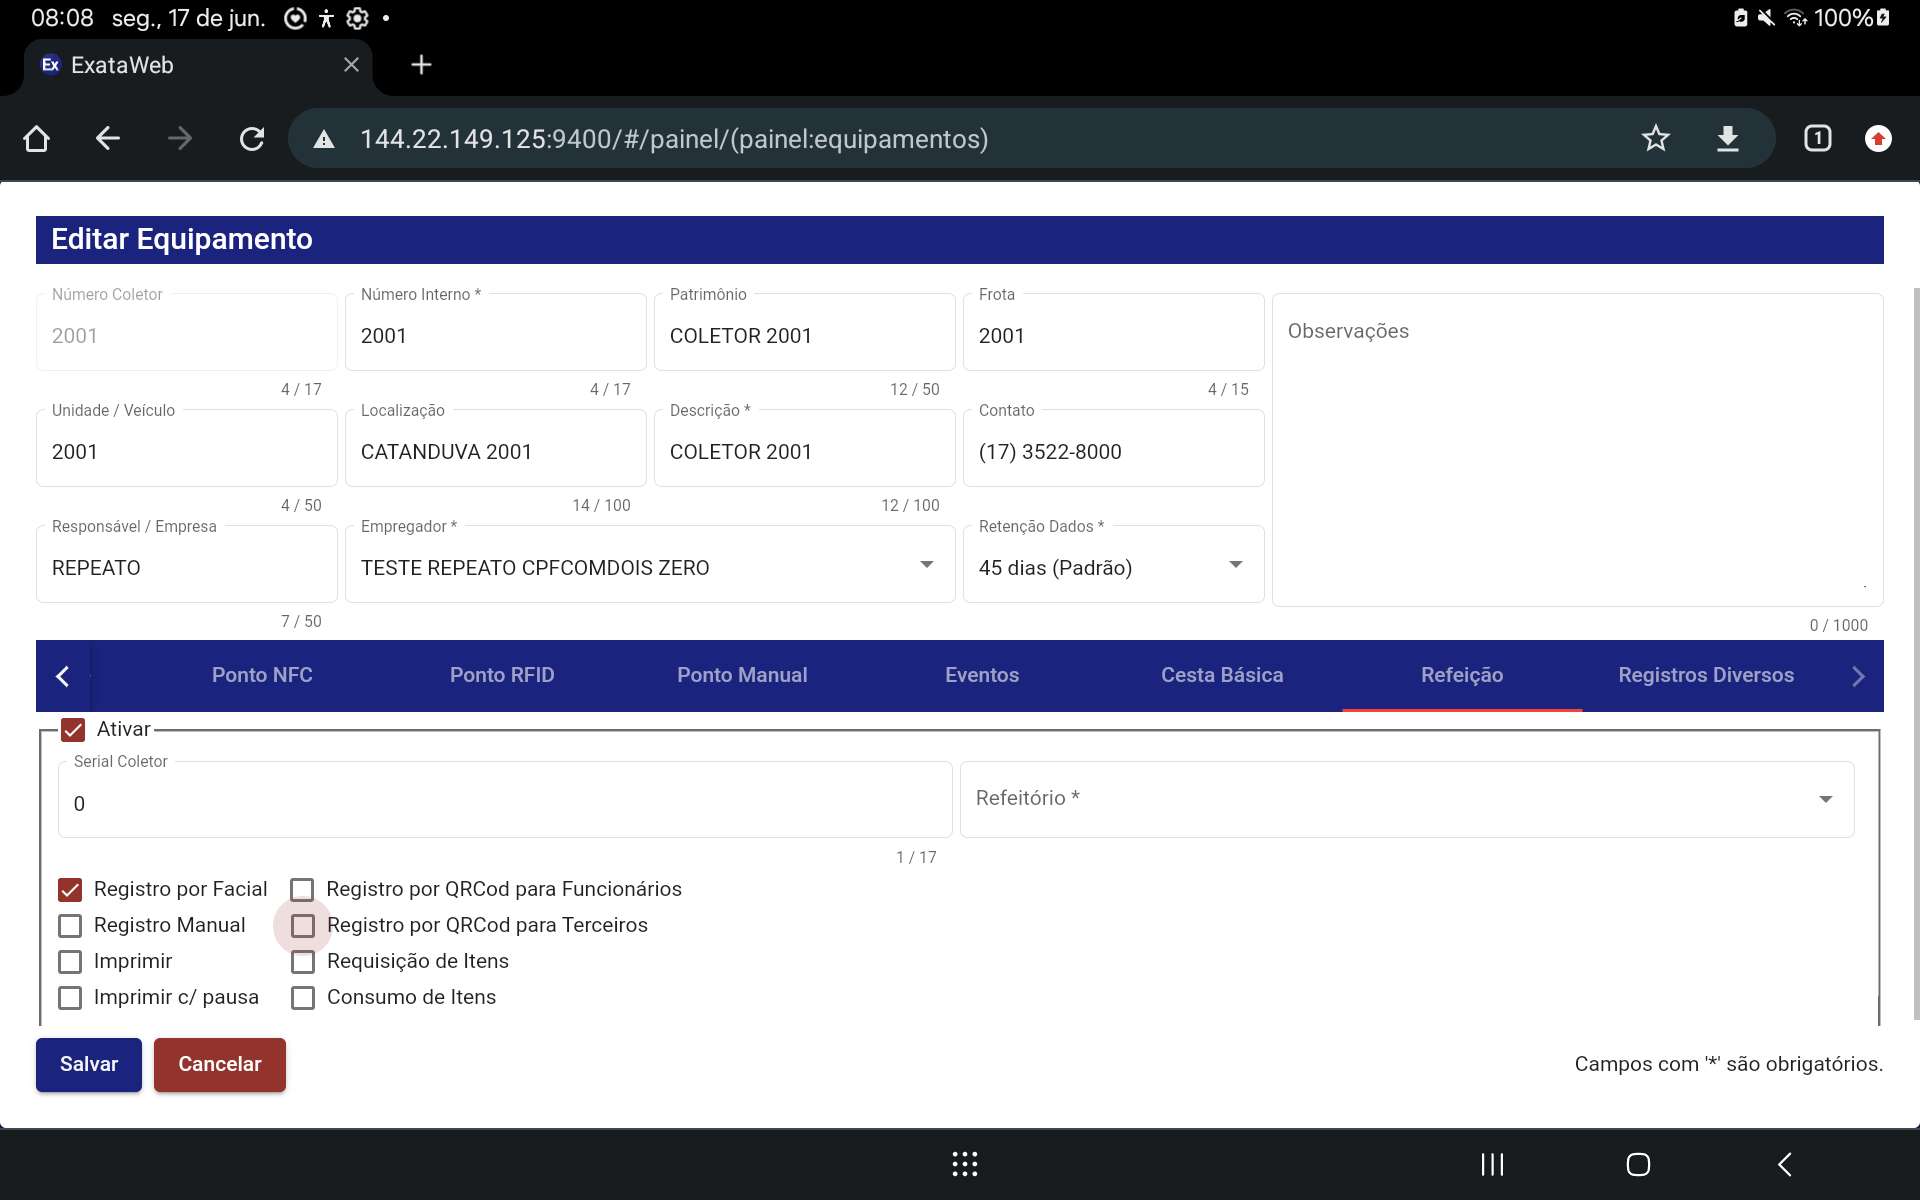 08:08 seg., 17 de jun. 100%
Ex ExataWeb
144.22.149.125:9400/#/painel/(painel:equipamentos) 1
Editar Equipamento
Número Coletor Número Interno * Patrimônio Frota
2001 2001 COLETOR 2001 2001 Observações
4 / 17 4 / 17 12 / 50 4 / 15
Unidade / Veículo Localização Descrição * Contato
2001 CATANDUVA 2001 COLETOR 2001 (17) 3522-8000
4 / 50 14 / 100 12 / 100
Responsável / Empresa Empregador * Retenção Dados *
REPEATO TESTE REPEATO CPFCOMDOIS ZERO 45 dias (Padrão)
7 / 50 0 / 1000
Ponto NFC Ponto RFID Ponto Manual Eventos Cesta Básica Refeição Registros Diversos
Ativar
Serial Coletor
0 Refeitório *
1 / 17
Registro por Facial Registro por QRCod para Funcionários
Registro Manual Registro por QRCod para Terceiros
Imprimir Requisição de Itens
Imprimir c/ pausa Consumo de Itens
Salvar Cancelar Campos com '*' são obrigatórios.